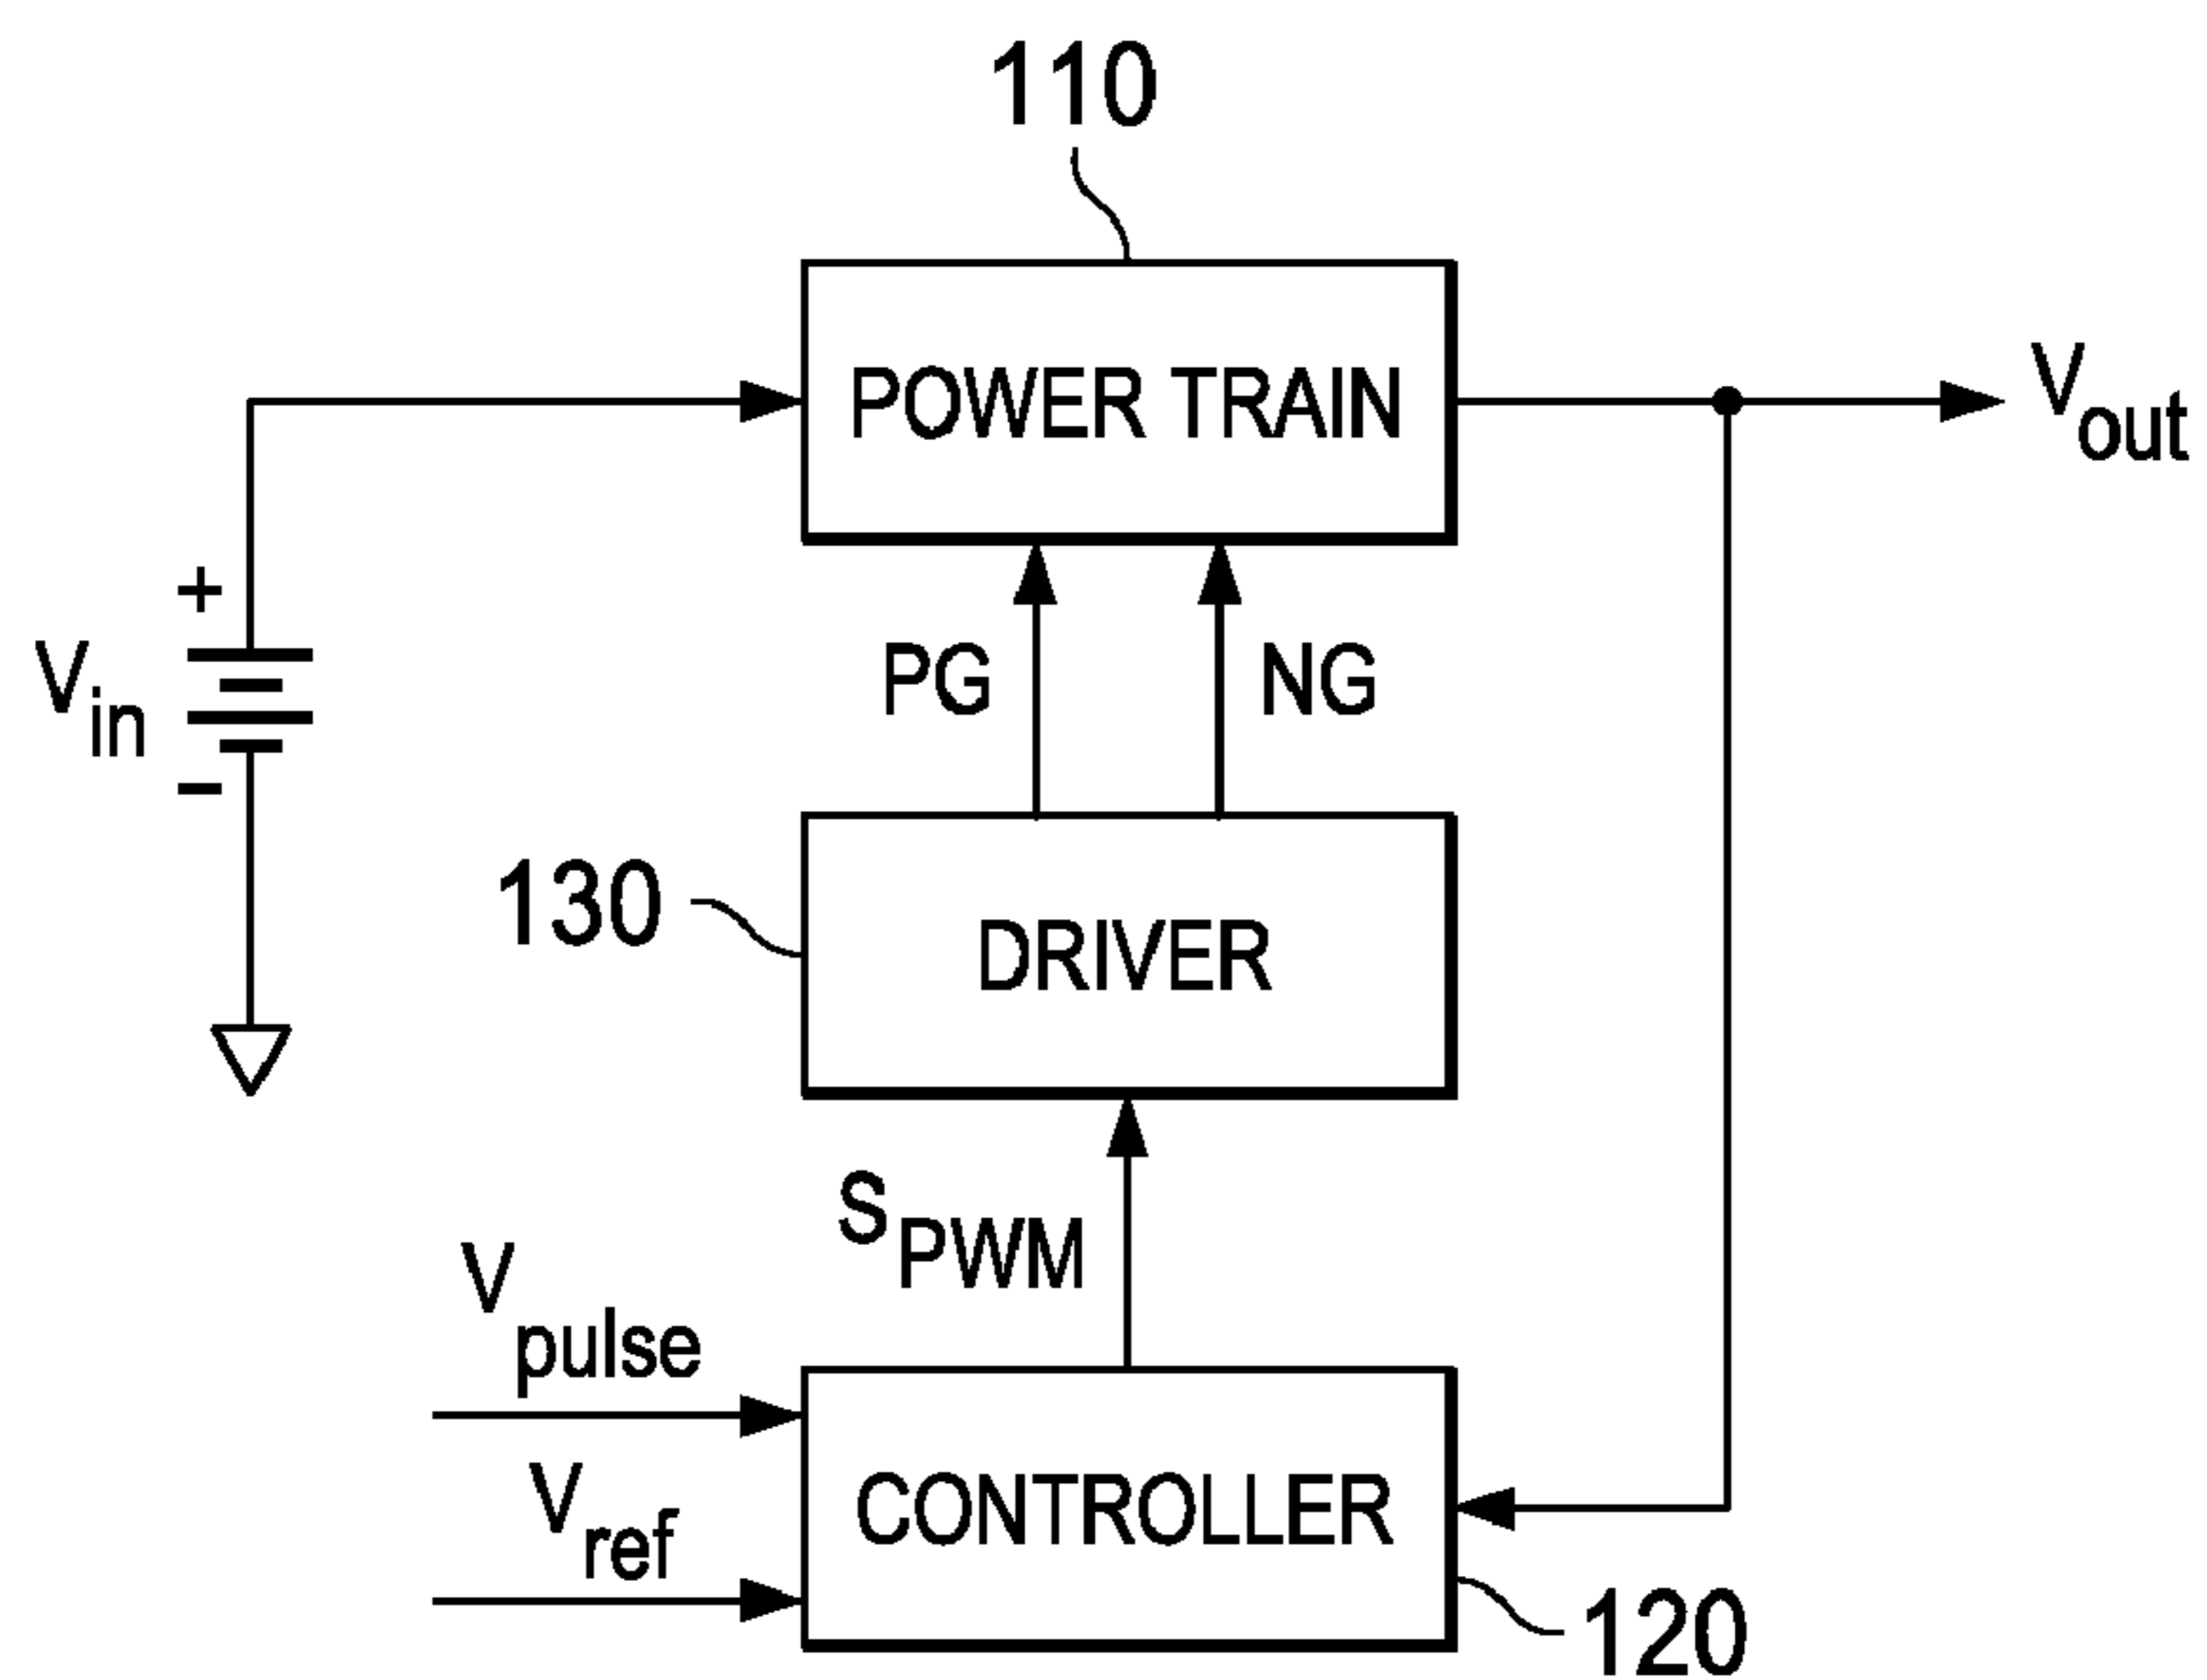 110
POWER TRAIN
Vout
+
Vin
−
PG
NG
130
DRIVER
SPWM
Vpulse
Vref
CONTROLLER
120